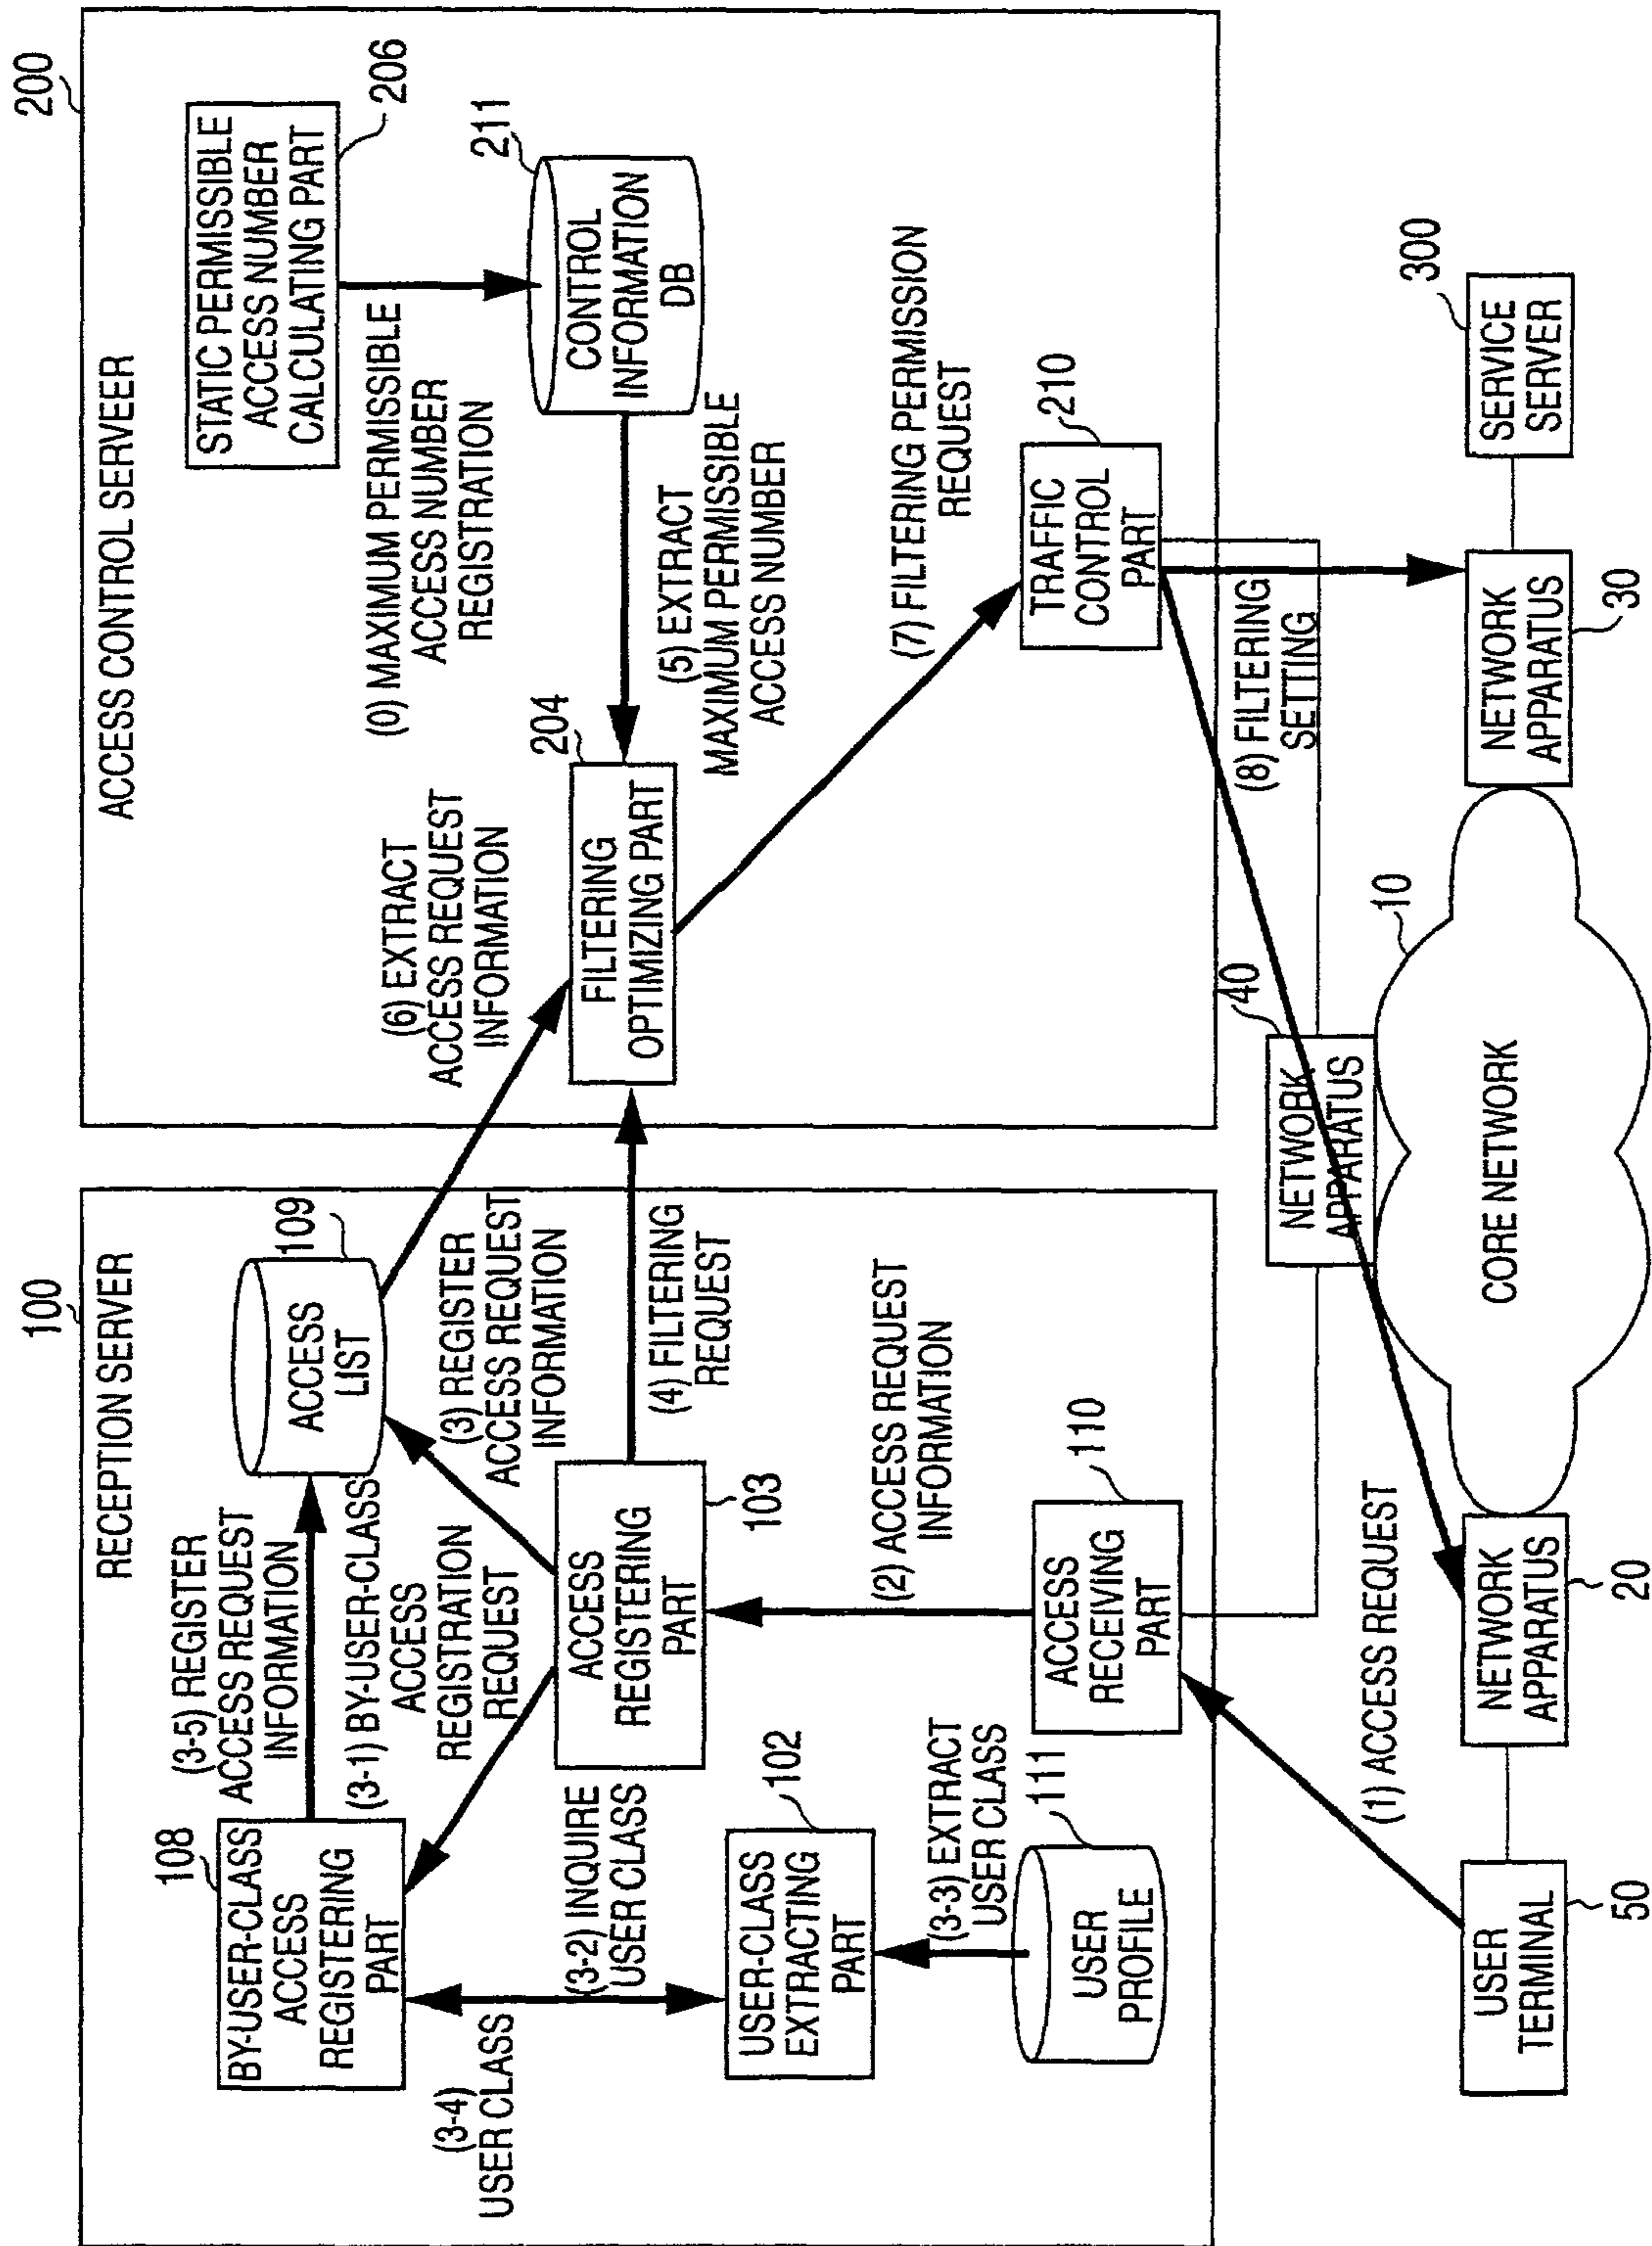 100
RECEPTION SERVER
108
BY-USER-CLASS
ACCESS
REGISTERING
PART
(3-5) REGISTER
ACCESS REQUEST
INFORMATION
ACCESS
LIST
109
(3-1) BY-USER-CLASS
ACCESS
REGISTRATION
REQUEST
(3) REGISTER
ACCESS REQUEST
INFORMATION
(3-4)
USER CLASS
(3-2) INQUIRE
USER CLASS
ACCESS
REGISTERING
PART
103
(4) FILTERING
REQUEST
USER-CLASS
EXTRACTING
PART
102
(3-3) EXTRACT
USER CLASS
(2) ACCESS REQUEST
INFORMATION
USER
PROFILE
111
ACCESS
RECEIVING
PART
110
200
ACCESS CONTROL SERVEER
STATIC PERMISSIBLE
ACCESS NUMBER
CALCULATING PART
206
(0) MAXIMUM PERMISSIBLE
ACCESS NUMBER
REGISTRATION
211
CONTROL
INFORMATION
DB
(6) EXTRACT
ACCESS REQUEST
INFORMATION
204
FILTERING
OPTIMIZING PART
(5) EXTRACT
MAXIMUM PERMISSIBLE
ACCESS NUMBER
(7) FILTERING PERMISSION
REQUEST
210
TRAFFIC
CONTROL
PART
(8) FILTERING
SETTING
(1) ACCESS REQUEST
40
NETWORK
APPARATUS
10
CORE NETWORK
USER
TERMINAL
50
NETWORK
APPARATUS
20
NETWORK
APPARATUS
30
300
SERVICE
SERVER